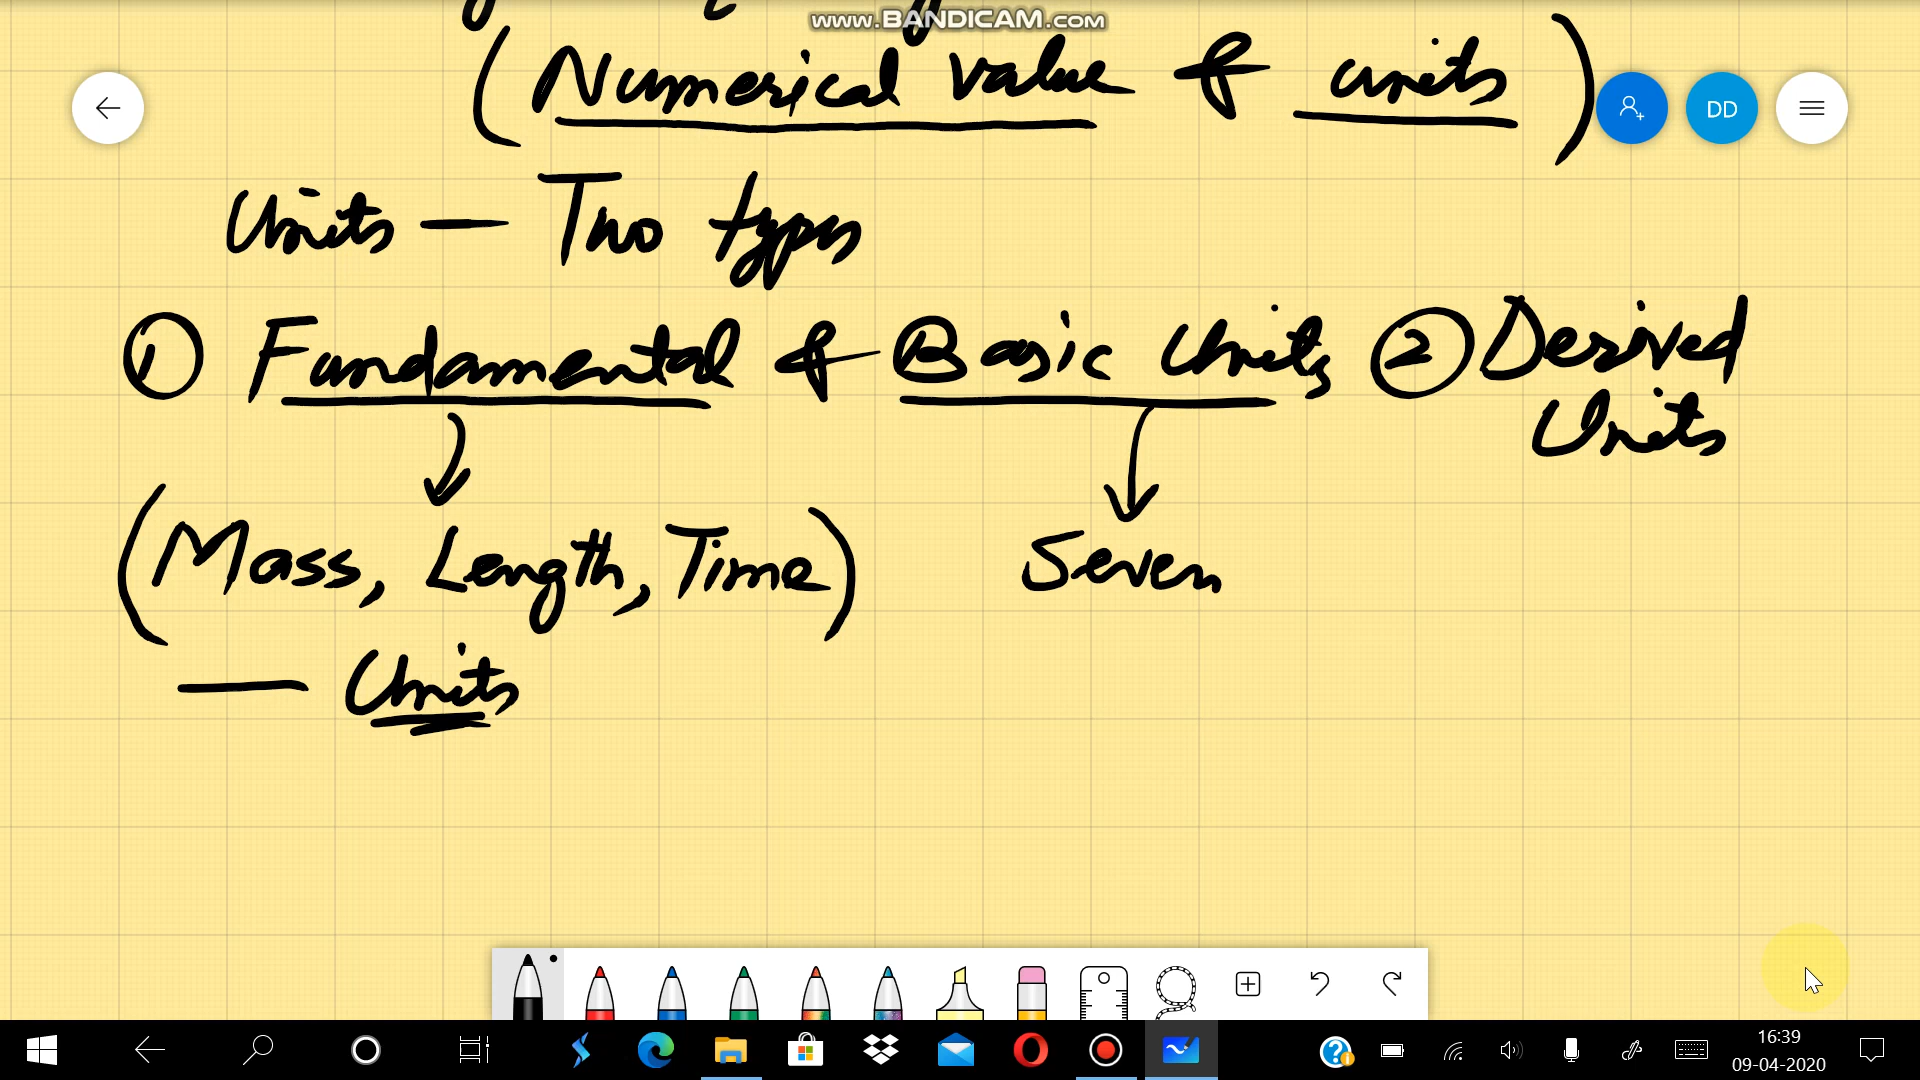 www.BANDICAM.com
(Numerical value & units)
DD
Units — Two types
① Fundamental & Basic Units ② Derived
Units
(Mass, Length, Time) Seven
— Units
16:39
09-04-2020